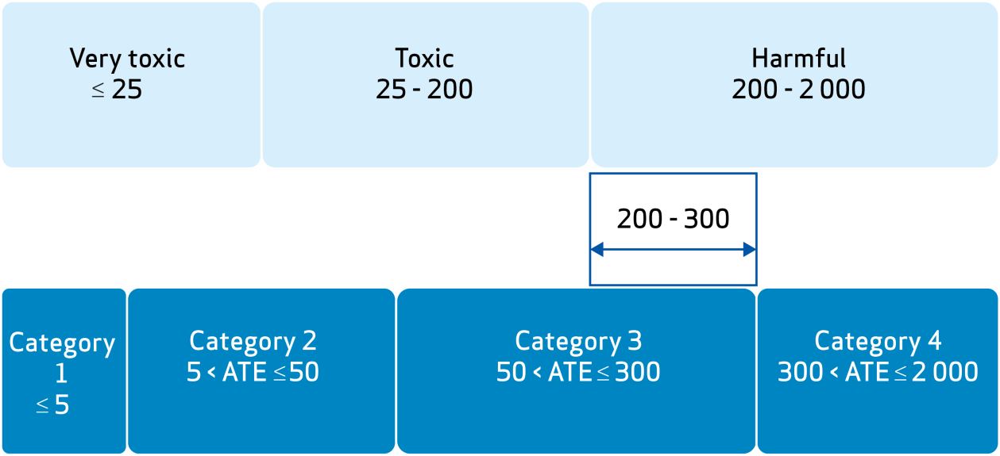 Very toxic
≤ 25
Toxic
25 - 200
Harmful
200 - 2 000
200 - 300
Category
1
≤ 5
Category 2
5 < ATE ≤ 50
Category 3
50 < ATE ≤ 300
Category 4
300 < ATE ≤ 2 000